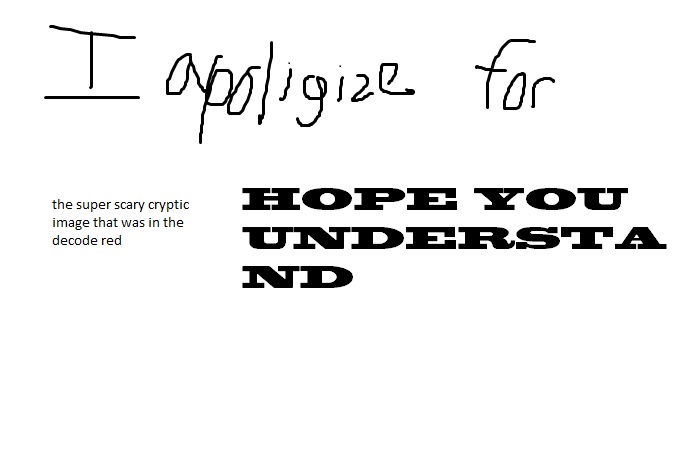 I apoligize for
the super scary cryptic
image that was in the
decode red
HOPE YOU
UNDERSTA
ND